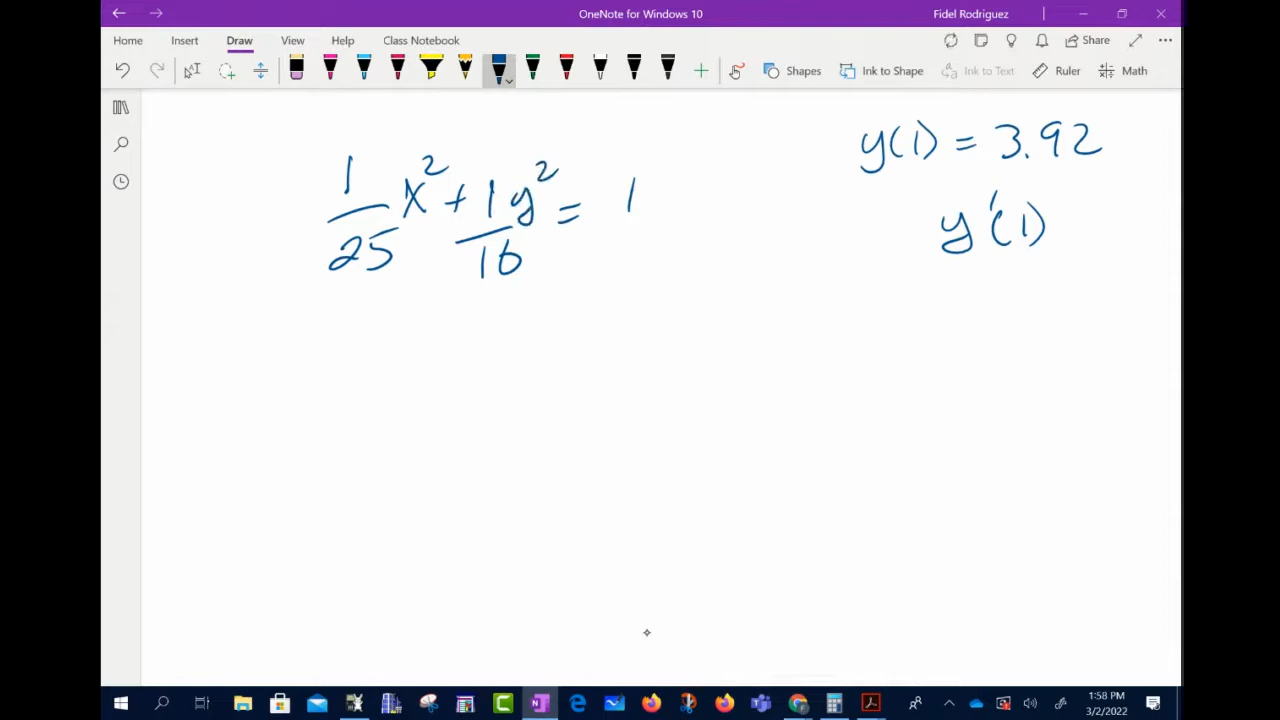 OneNote for Windows 10
Fidel Rodriguez
Home Insert Draw View Help Class Notebook
Share
Shapes Ink to Shape Ink to Text Ruler Math
y(1) = 3.92
1/25 x² + 1/16 y² = 1
y'(1)
1:58 PM
3/2/2022